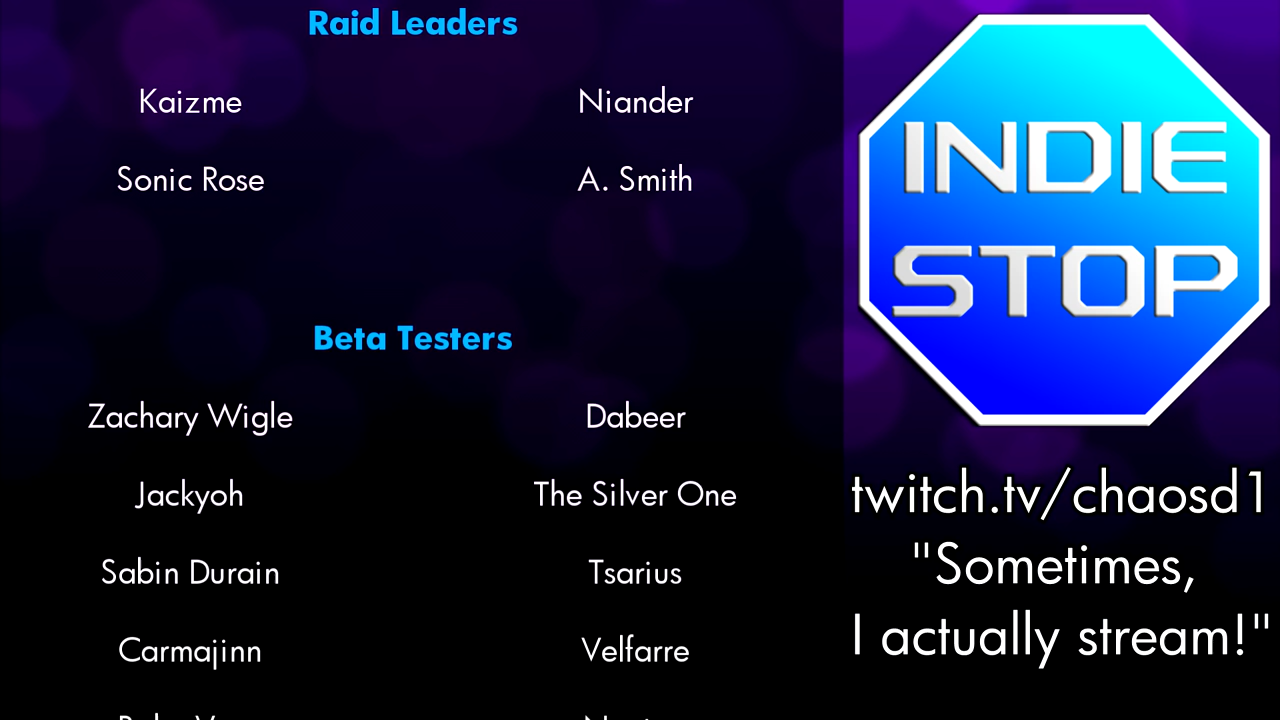 Raid Leaders
Kaizme Niander
Sonic Rose A. Smith
Beta Testers
Zachary Wigle Dabeer
Jackyoh The Silver One
Sabin Durain Tsarius
Carmajinn Velfarre
INDIE
STOP
twitch.tv/chaosd1
"Sometimes,
I actually stream!"